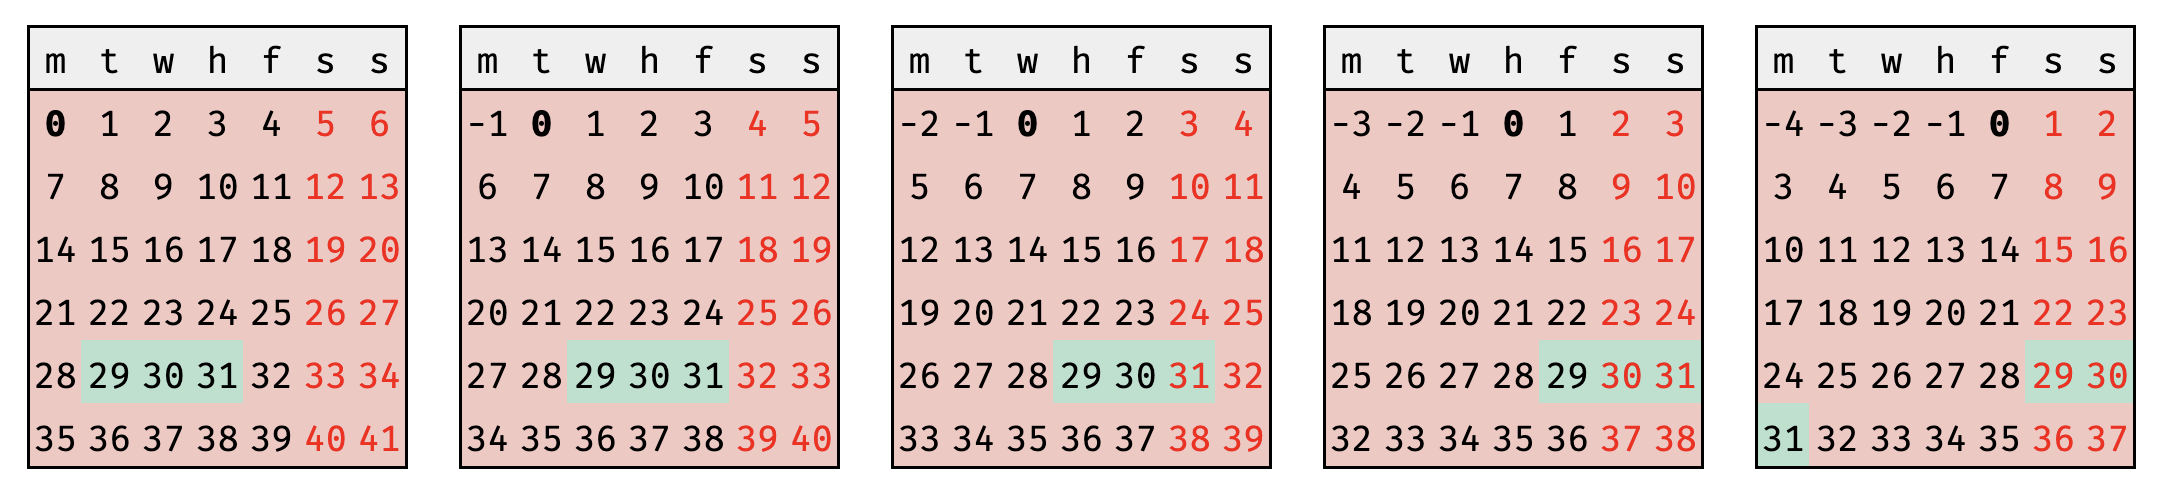 m t w h f s s
0 1 2 3 4 5 6
7 8 9 10 11 12 13
14 15 16 17 18 19 20
21 22 23 24 25 26 27
28 29 30 31 32 33 34
35 36 37 38 39 40 41
m t w h f s s
-1 0 1 2 3 4 5
6 7 8 9 10 11 12
13 14 15 16 17 18 19
20 21 22 23 24 25 26
27 28 29 30 31 32 33
34 35 36 37 38 39 40
m t w h f s s
-2 -1 0 1 2 3 4
5 6 7 8 9 10 11
12 13 14 15 16 17 18
19 20 21 22 23 24 25
26 27 28 29 30 31 32
33 34 35 36 37 38 39
m t w h f s s
-3 -2 -1 0 1 2 3
4 5 6 7 8 9 10
11 12 13 14 15 16 17
18 19 20 21 22 23 24
25 26 27 28 29 30 31
32 33 34 35 36 37 38
m t w h f s s
-4 -3 -2 -1 0 1 2
3 4 5 6 7 8 9
10 11 12 13 14 15 16
17 18 19 20 21 22 23
24 25 26 27 28 29 30
31 32 33 34 35 36 37